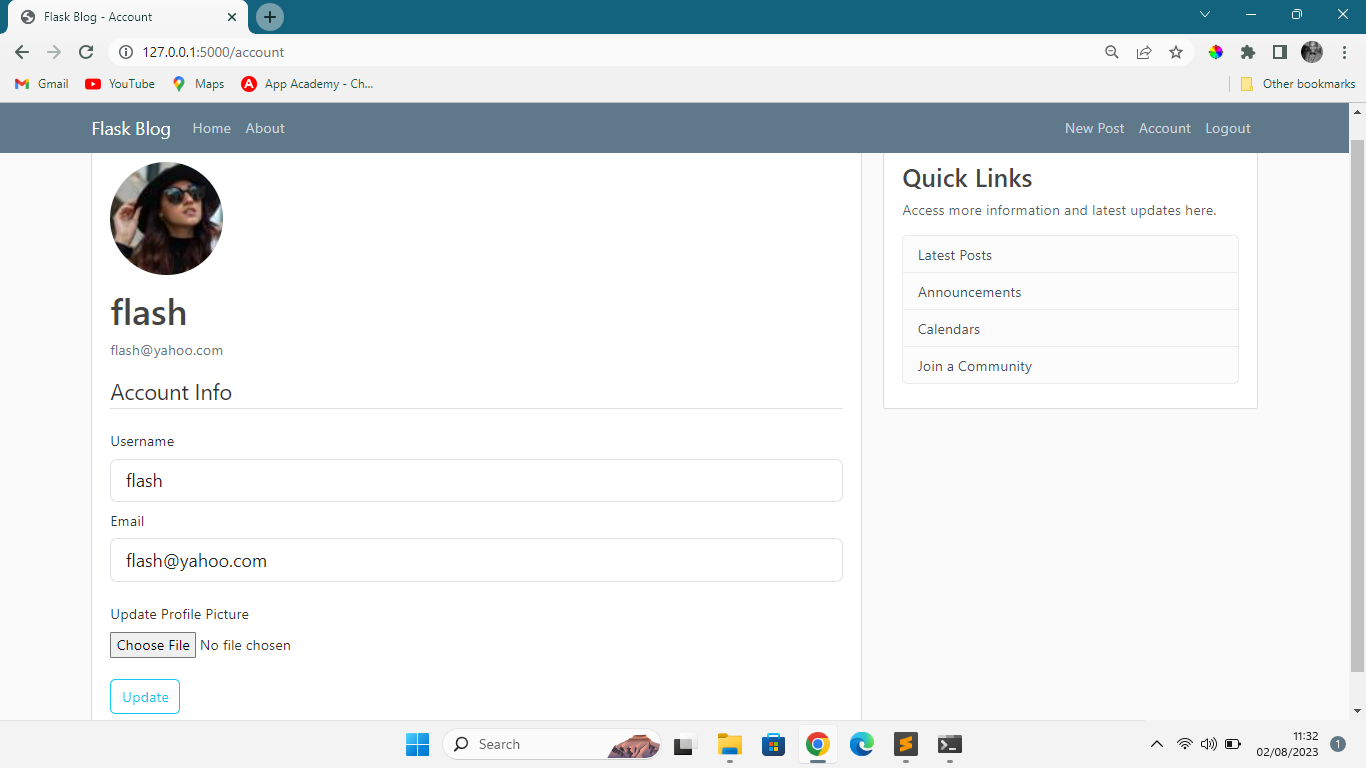 Flask Blog - Account
127.0.0.1:5000/account
Gmail YouTube Maps App Academy - Ch... Other bookmarks
Flask Blog Home About New Post Account Logout
flash
flash@yahoo.com
Account Info
Username
flash
Email
flash@yahoo.com
Update Profile Picture
Choose File No file chosen
Update
Quick Links
Access more information and latest updates here.
Latest Posts
Announcements
Calendars
Join a Community
Search
11:32
02/08/2023
1